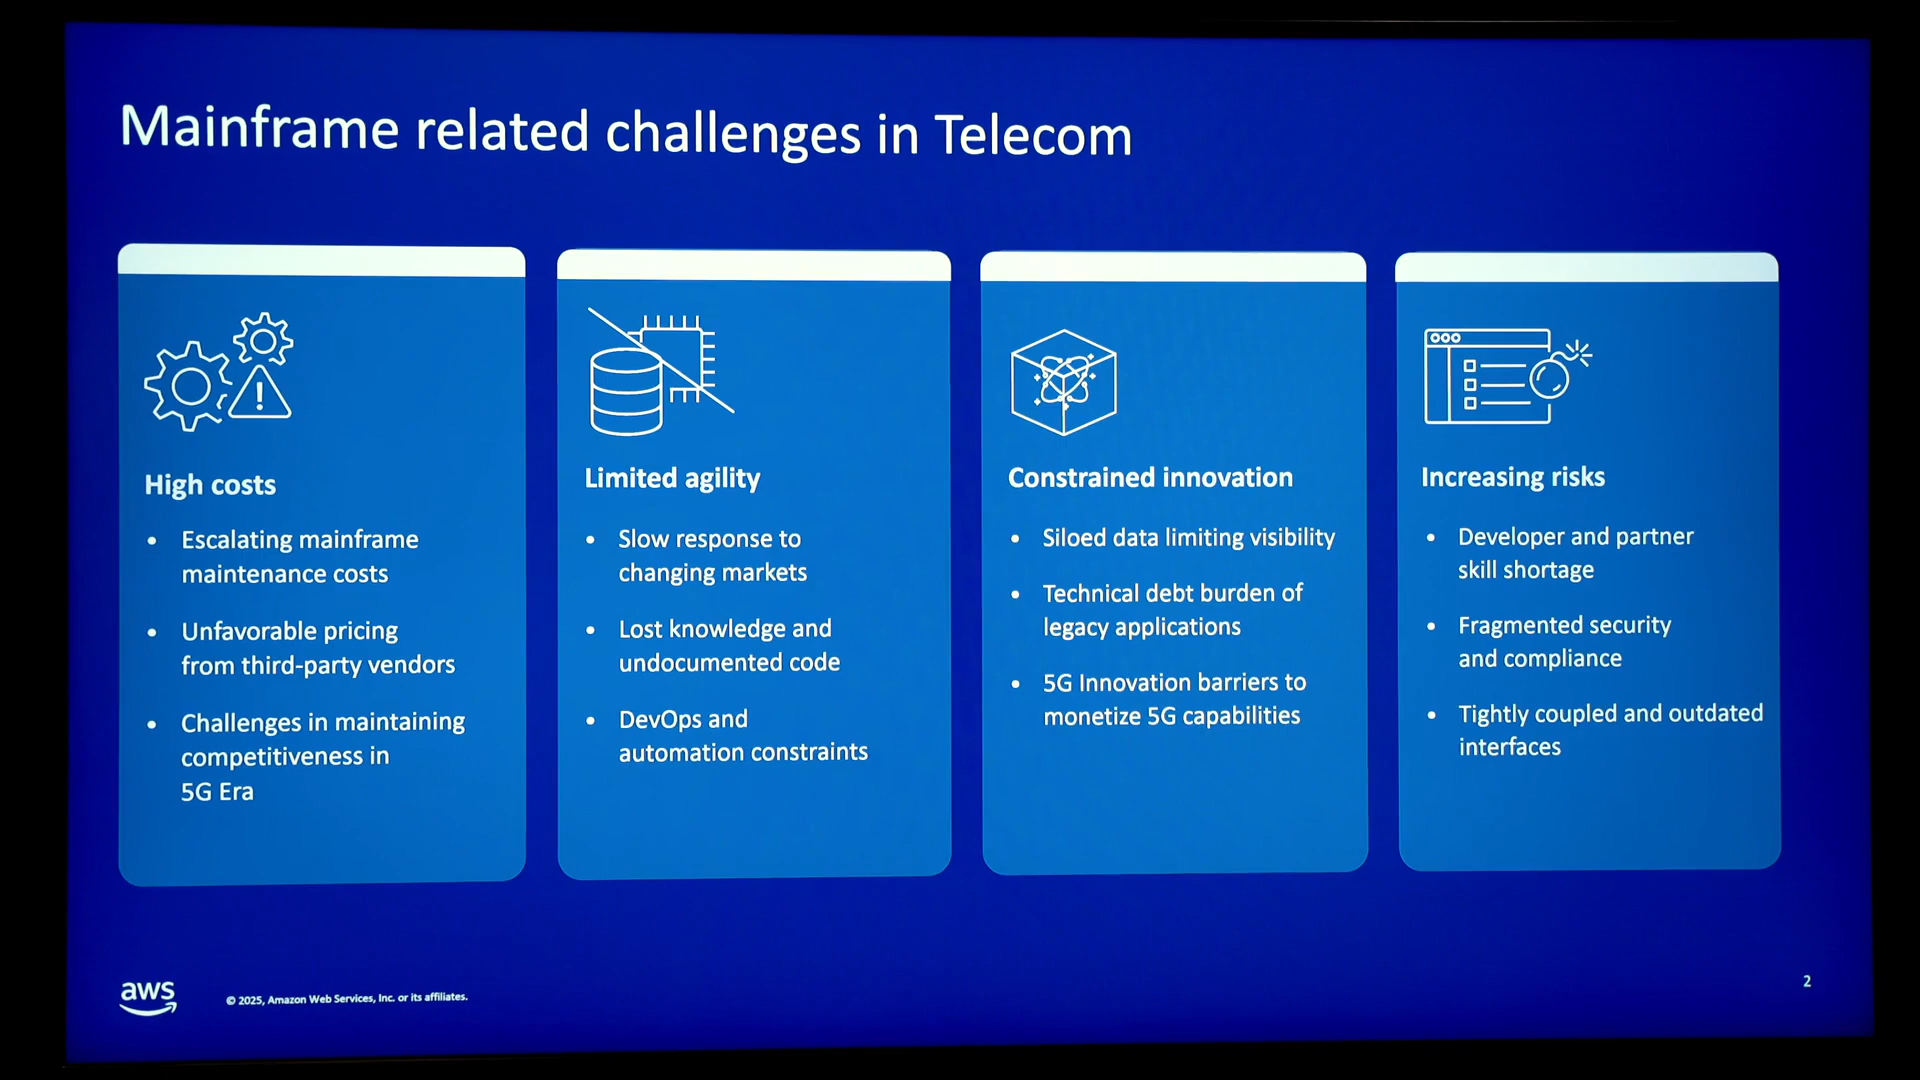 Mainframe related challenges in Telecom
High costs
• Escalating mainframe
maintenance costs
• Unfavorable pricing
from third-party vendors
• Challenges in maintaining
competitiveness in
5G Era
Limited agility
• Slow response to
changing markets
• Lost knowledge and
undocumented code
• DevOps and
automation constraints
Constrained innovation
• Siloed data limiting visibility
• Technical debt burden of
legacy applications
• 5G Innovation barriers to
monetize 5G capabilities
Increasing risks
• Developer and partner
skill shortage
• Fragmented security
and compliance
• Tightly coupled and outdated
interfaces
aws
© 2025, Amazon Web Services, Inc. or its affiliates.
2